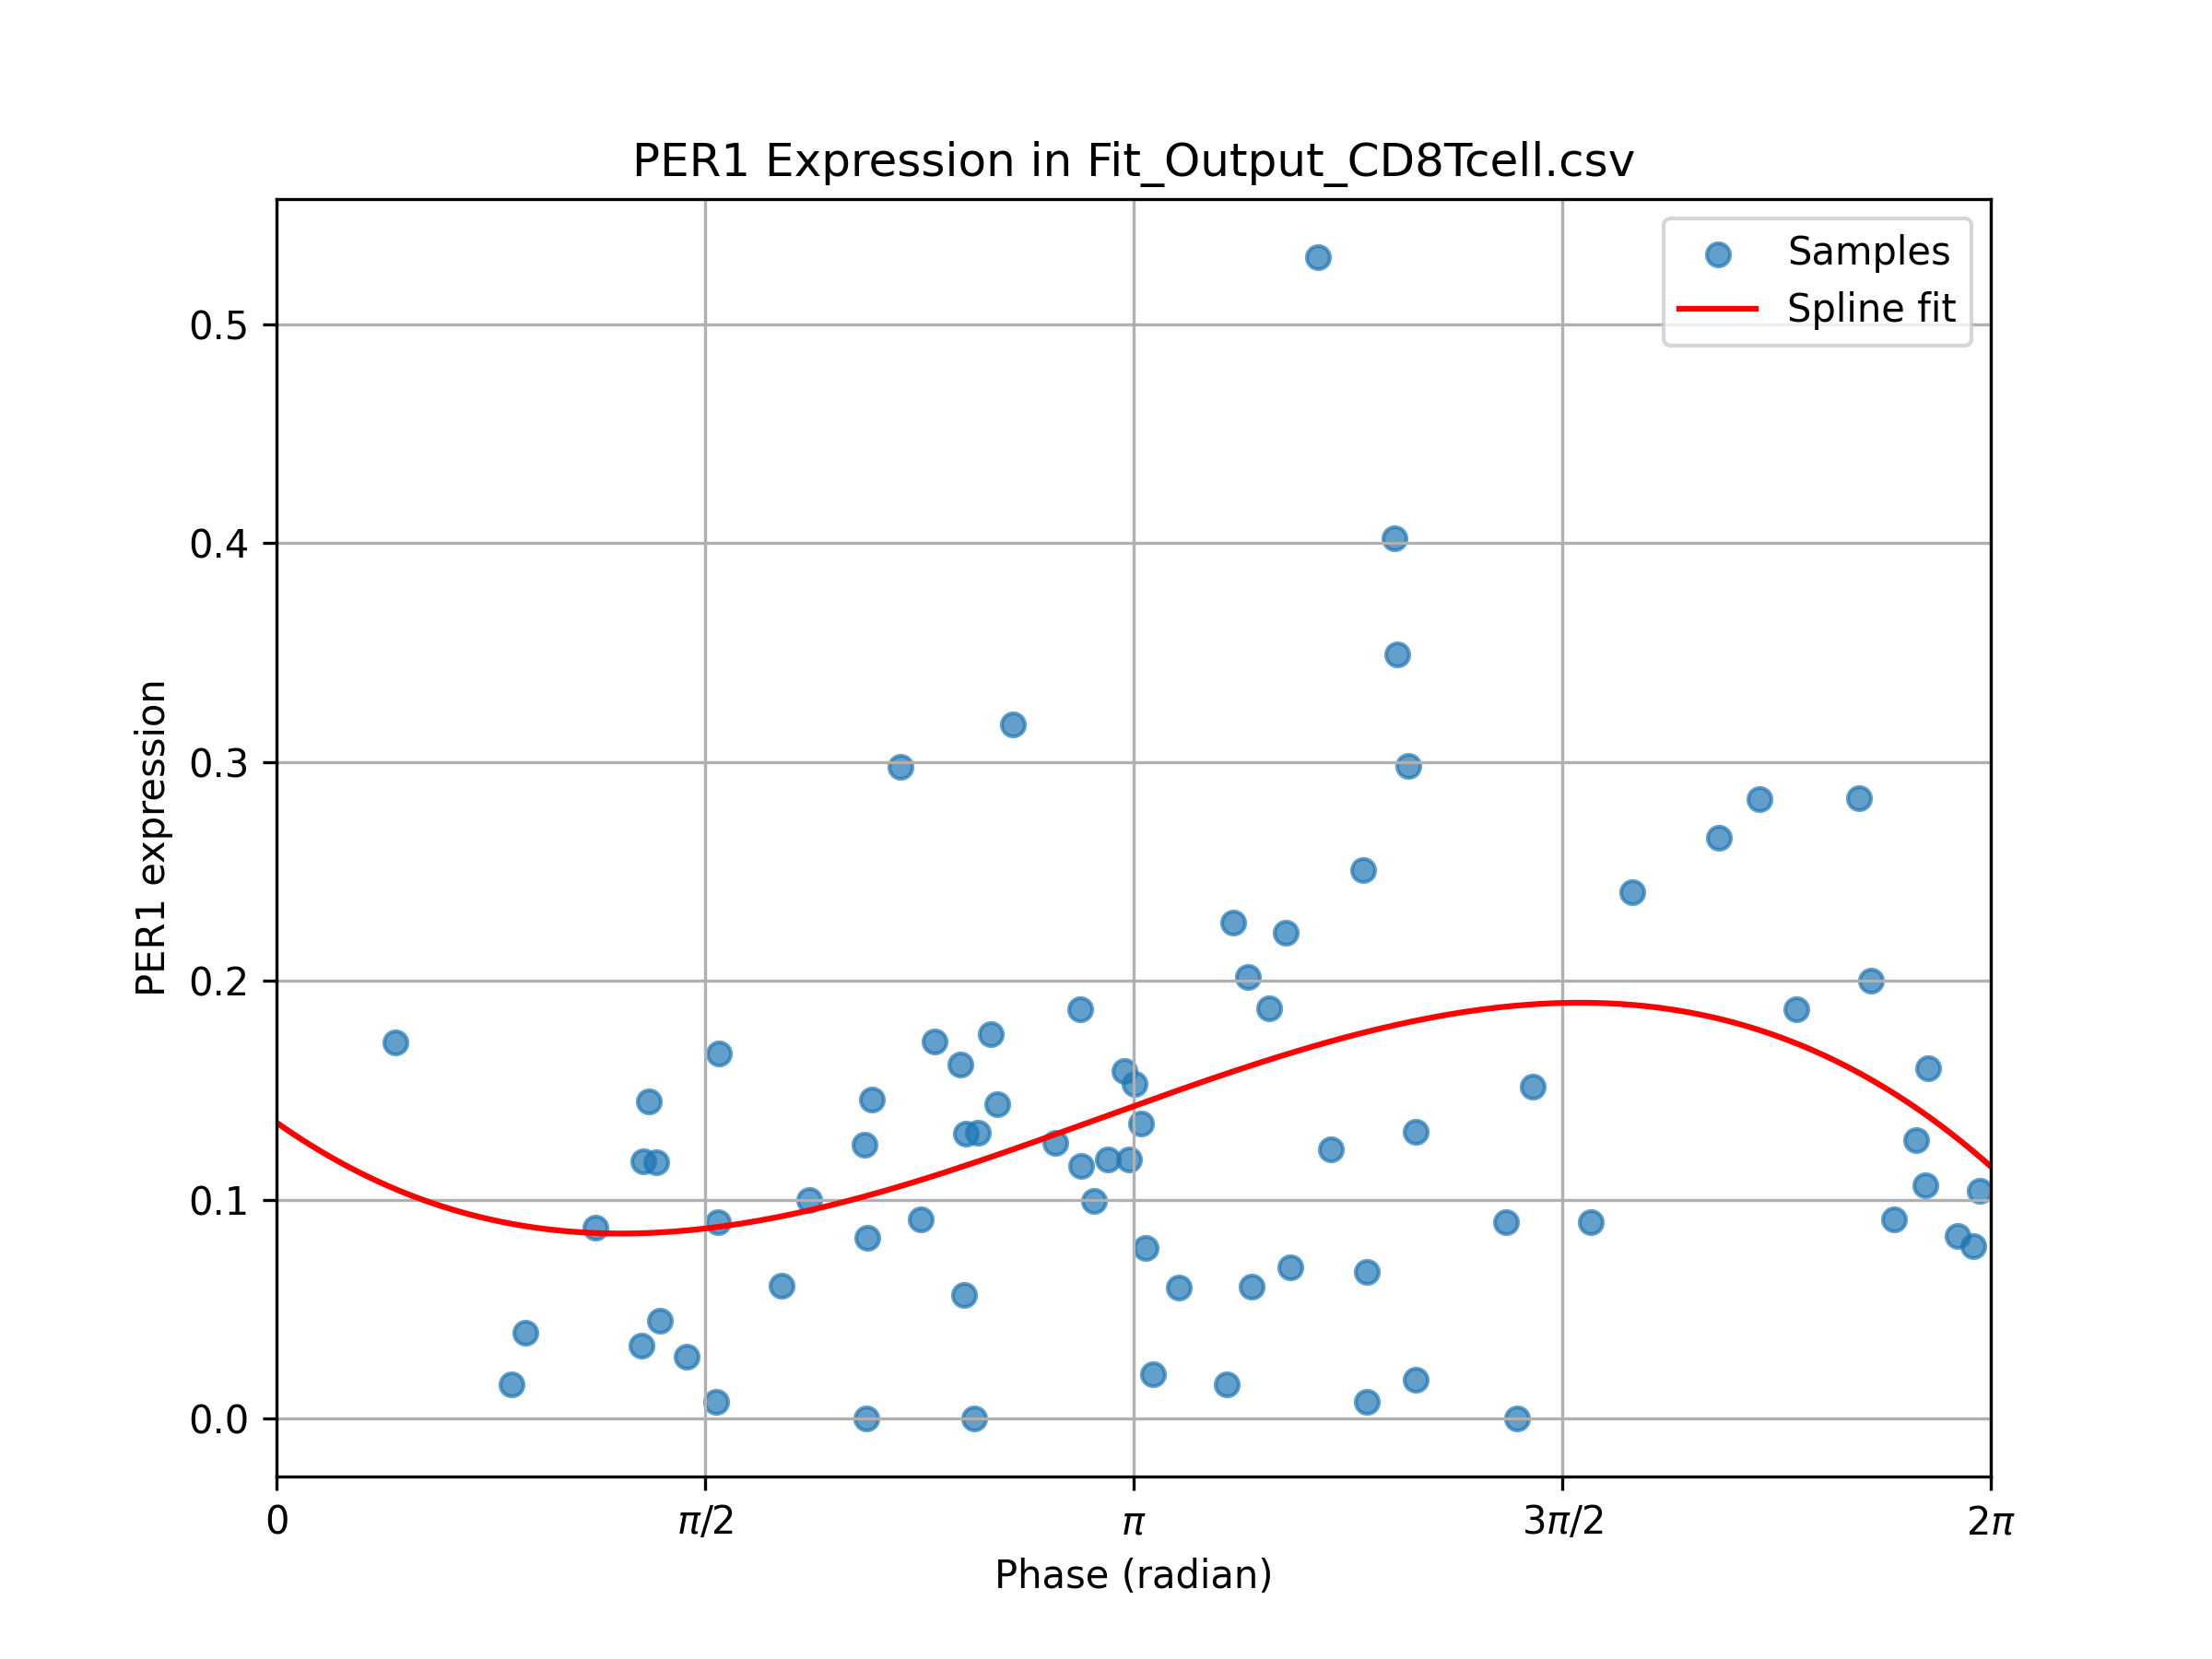 PER1 Expression in Fit_Output_CD8Tcell.csv
Samples
Spline fit
0.5
0.4
0.3
0.2
0.1
0.0
PER1 expression
0
π/2
π
3π/2
2π
Phase (radian)